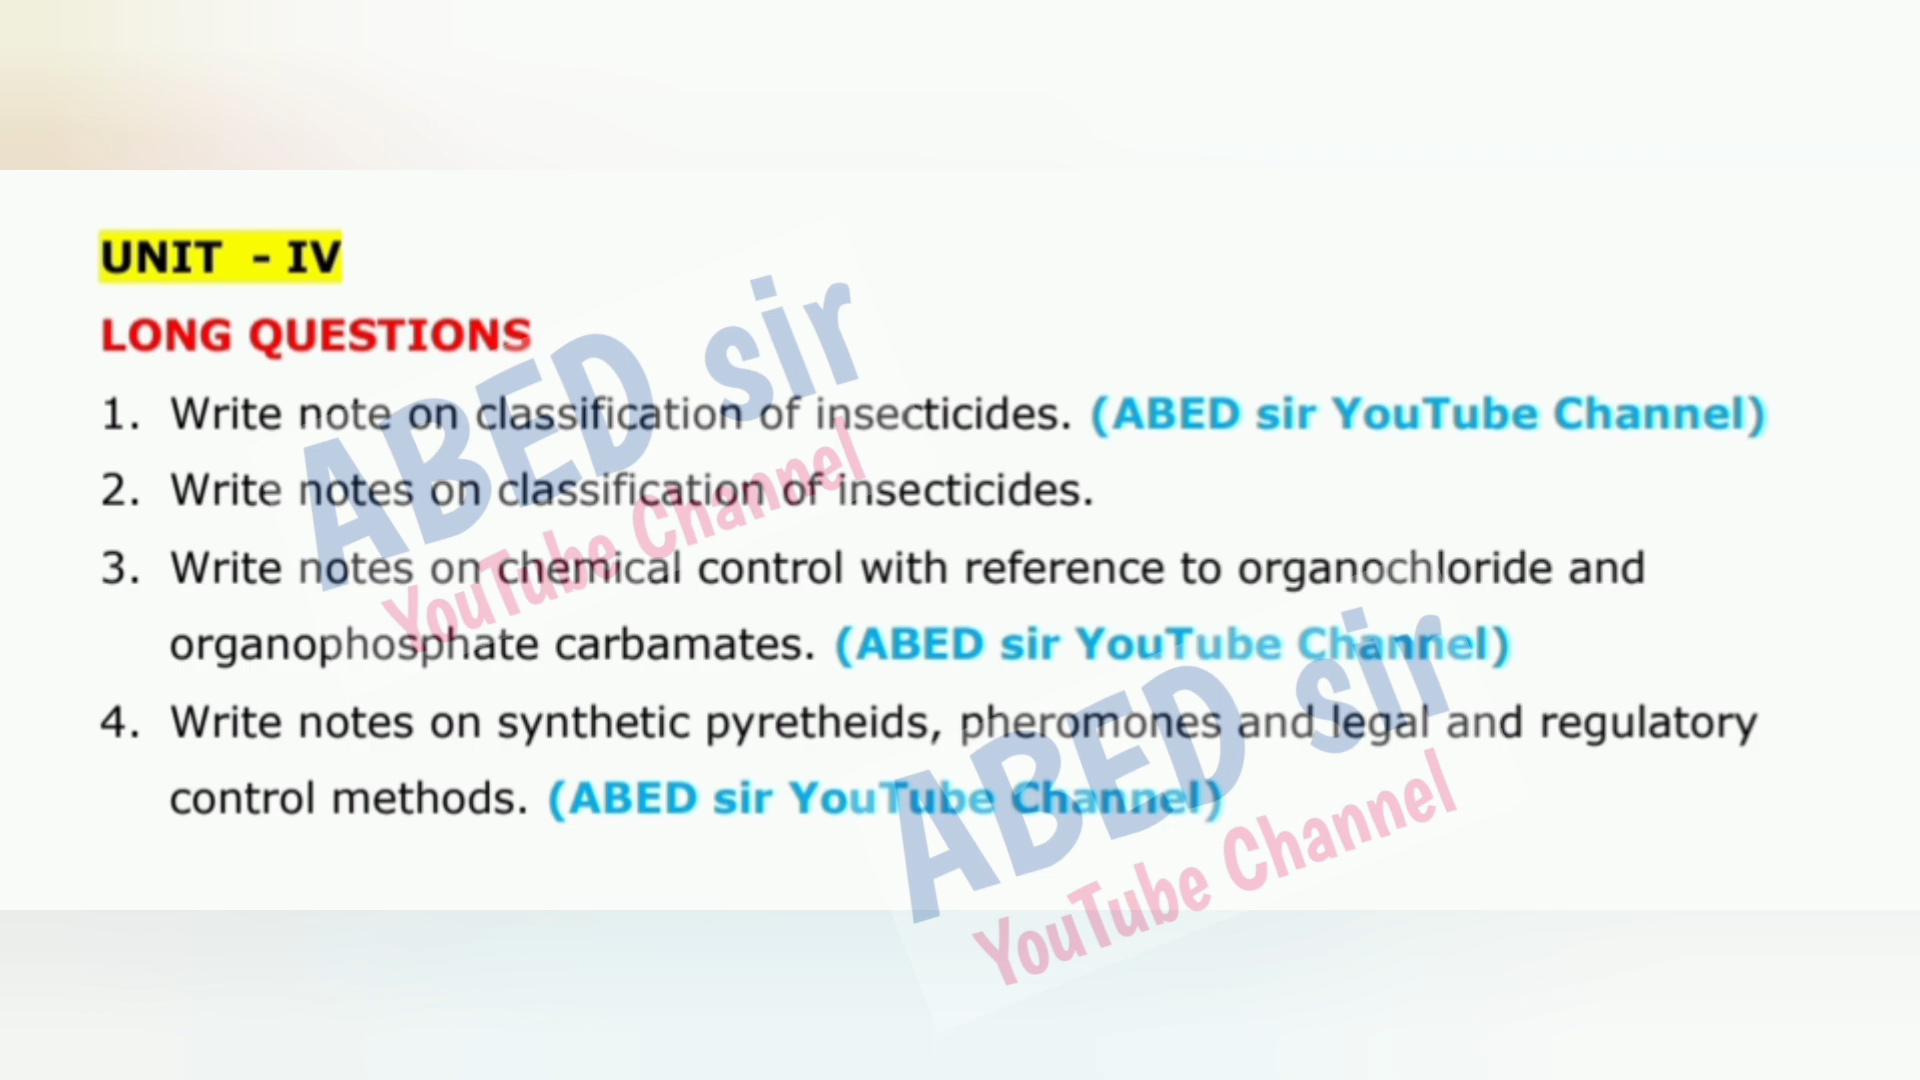 UNIT - IV
LONG QUESTIONS
1. Write note on classification of insecticides. (ABED sir YouTube Channel)
2. Write notes on classification of insecticides.
3. Write notes on chemical control with reference to organochloride and
organophosphate carbamates. (ABED sir YouTube Channel)
4. Write notes on synthetic pyretheids, pheromones and legal and regulatory
control methods. (ABED sir YouTube Channel)
ABED sir
YouTube Channel
ABED sir
YouTube Channel